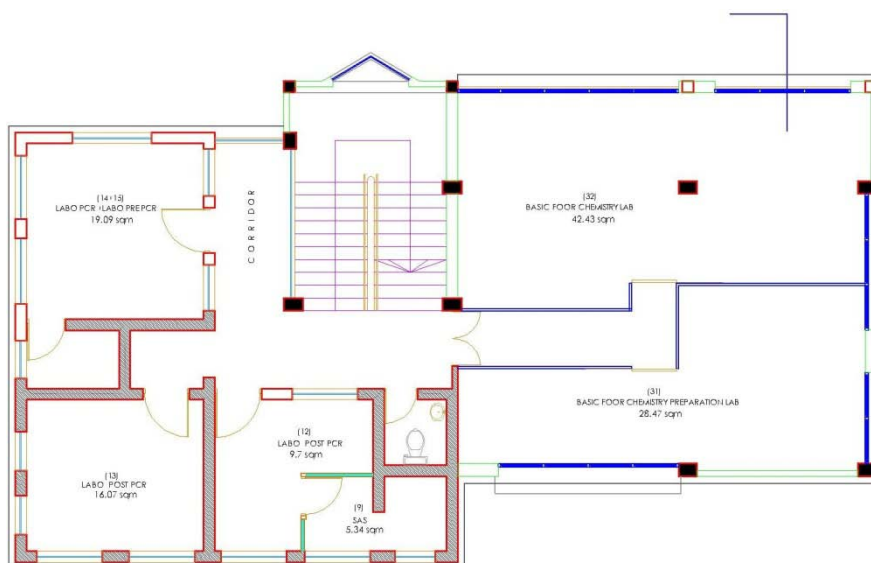 (14+15)
LABO PCR +LABO PRE PCR
19.09 sqm
CORRIDOR
(32)
BASIC FOOR CHEMISTRY LAB
42.43 sqm
(31)
BASIC FOOR CHEMISTRY PREPARATION LAB
28.47 sqm
(12)
LABO POST PCR
9.7 sqm
(13)
LABO POST PCR
16.07 sqm
(9)
SAS
5.34 sqm